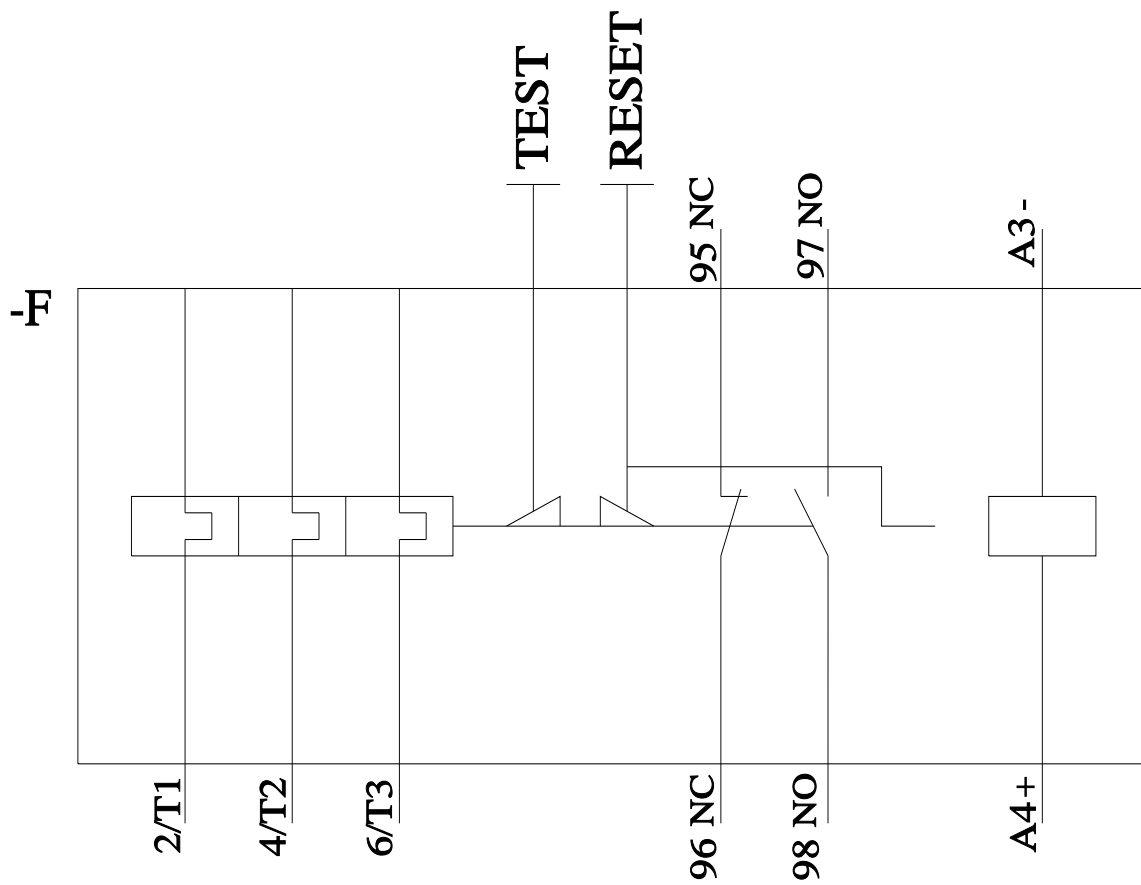 TEST
RESET
95 NC
97 NO
A3-
-F
2/T1
4/T2
6/T3
96 NC
98 NO
A4+